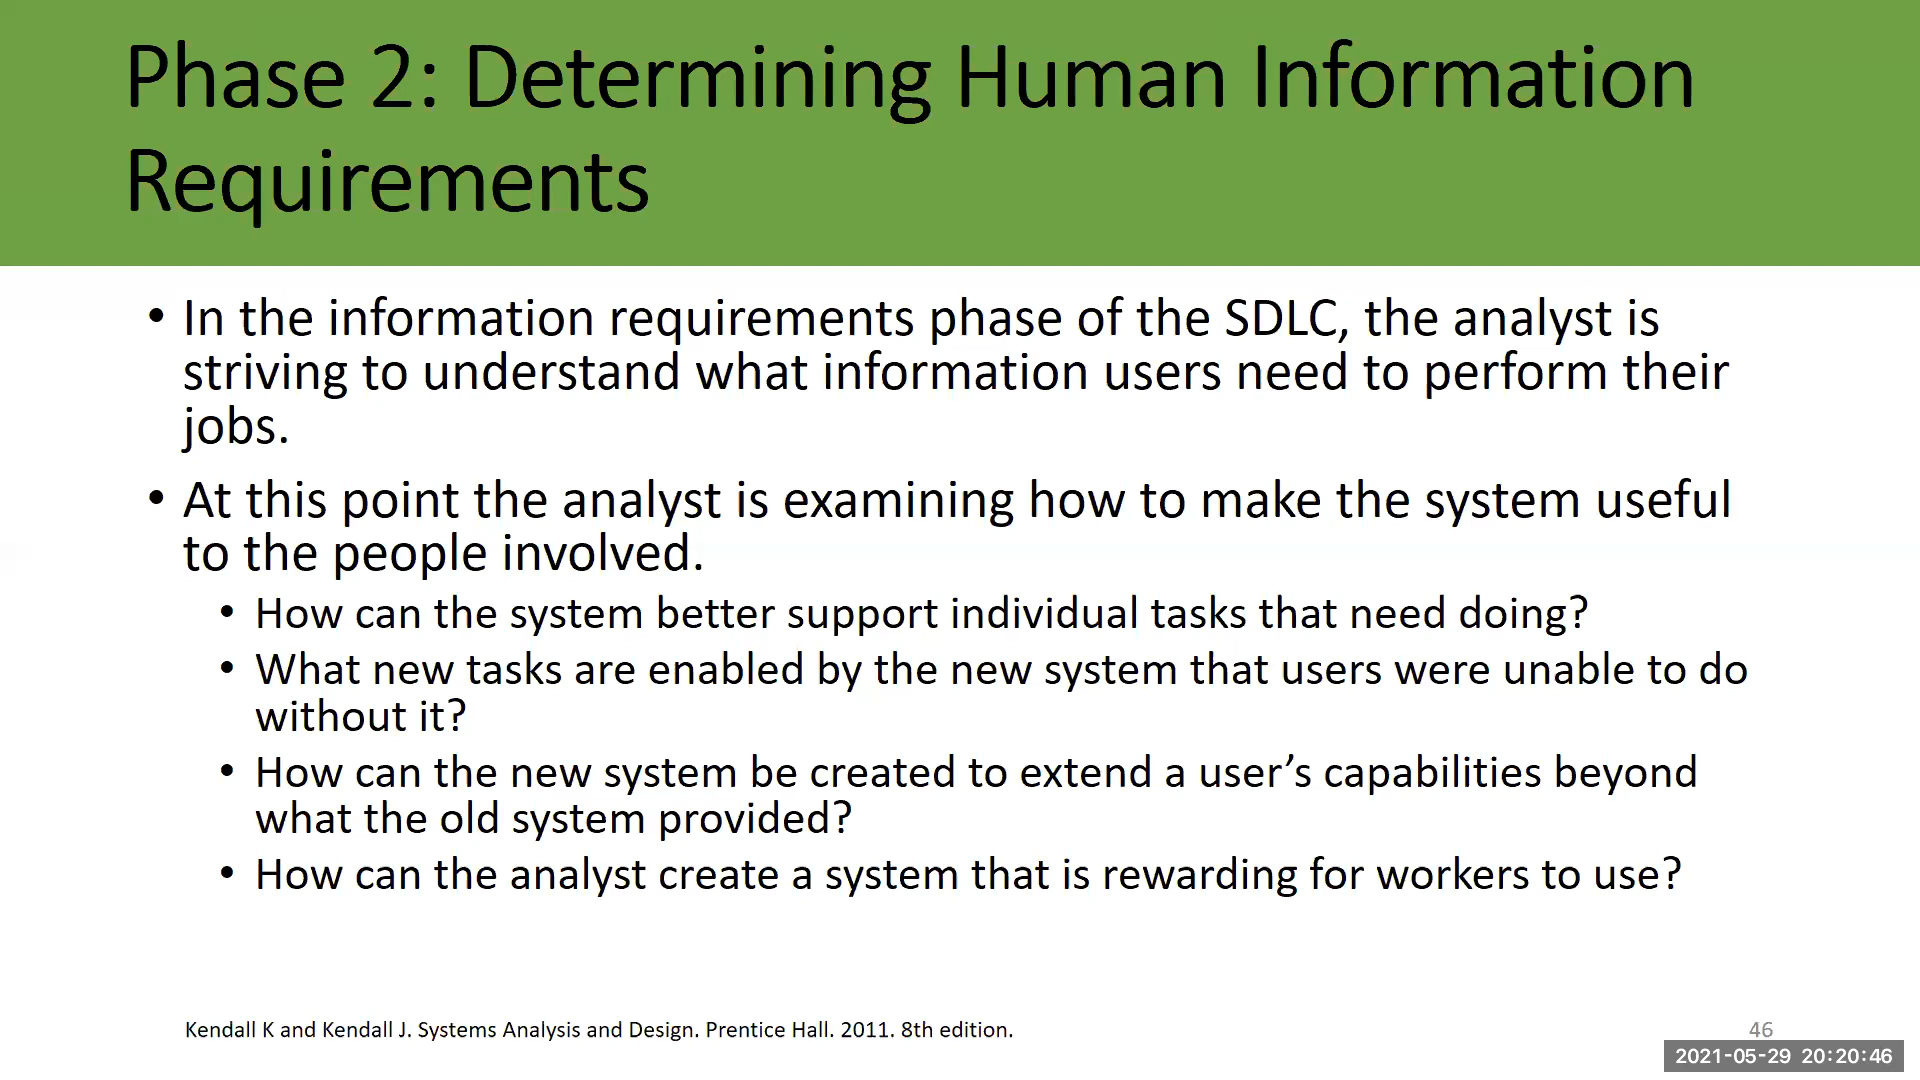 Phase 2: Determining Human Information
Requirements
• In the information requirements phase of the SDLC, the analyst is
striving to understand what information users need to perform their
jobs.
• At this point the analyst is examining how to make the system useful
to the people involved.
• How can the system better support individual tasks that need doing?
• What new tasks are enabled by the new system that users were unable to do
without it?
• How can the new system be created to extend a user’s capabilities beyond
what the old system provided?
• How can the analyst create a system that is rewarding for workers to use?
Kendall K and Kendall J. Systems Analysis and Design. Prentice Hall. 2011. 8th edition.
46
2021-05-29 20:20:46